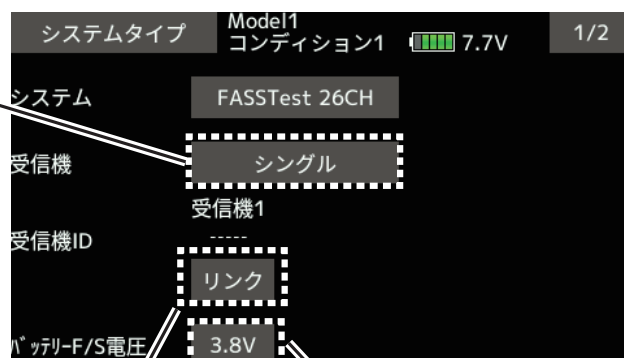 システムタイプ
Model1
コンディション1
7.7V
1/2
システム
FASSTest 26CH
受信機
シングル
受信機1
受信機ID
-----
リンク
ﾊﾞｯﾃﾘｰF/S電圧
3.8V